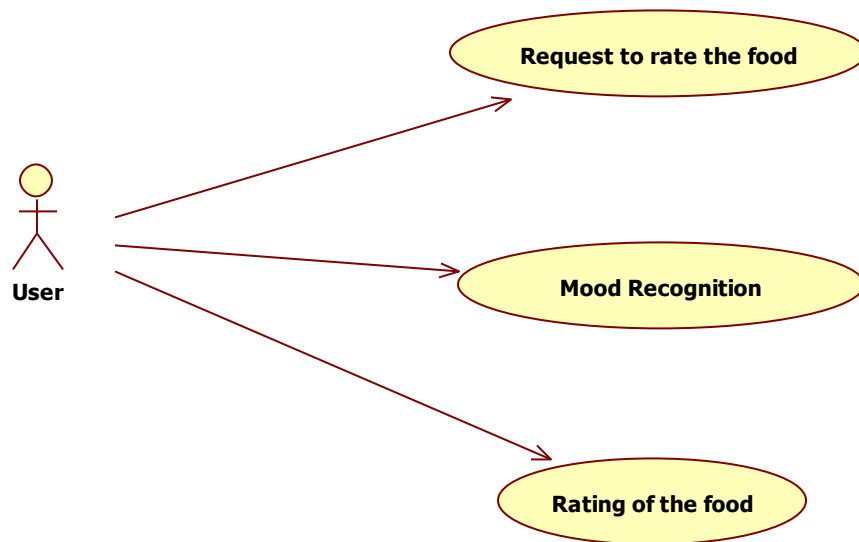 Request to rate the food
User
Mood Recognition
Rating of the food